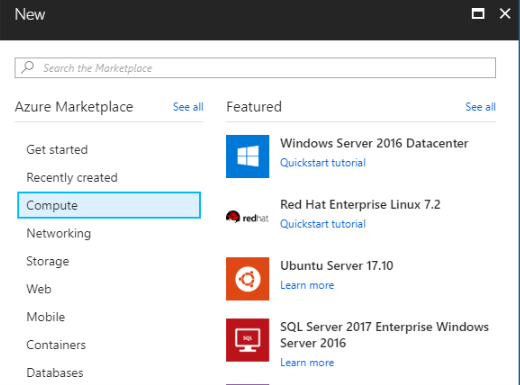 New
Search the Marketplace
Azure Marketplace
See all
Get started
Recently created
Compute
Networking
Storage
Web
Mobile
Containers
Databases
Featured
See all
Windows Server 2016 Datacenter
Quickstart tutorial
redhat
Red Hat Enterprise Linux 7.2
Quickstart tutorial
Ubuntu Server 17.10
Learn more
SQL
SQL Server 2017 Enterprise Windows
Server 2016
Learn more